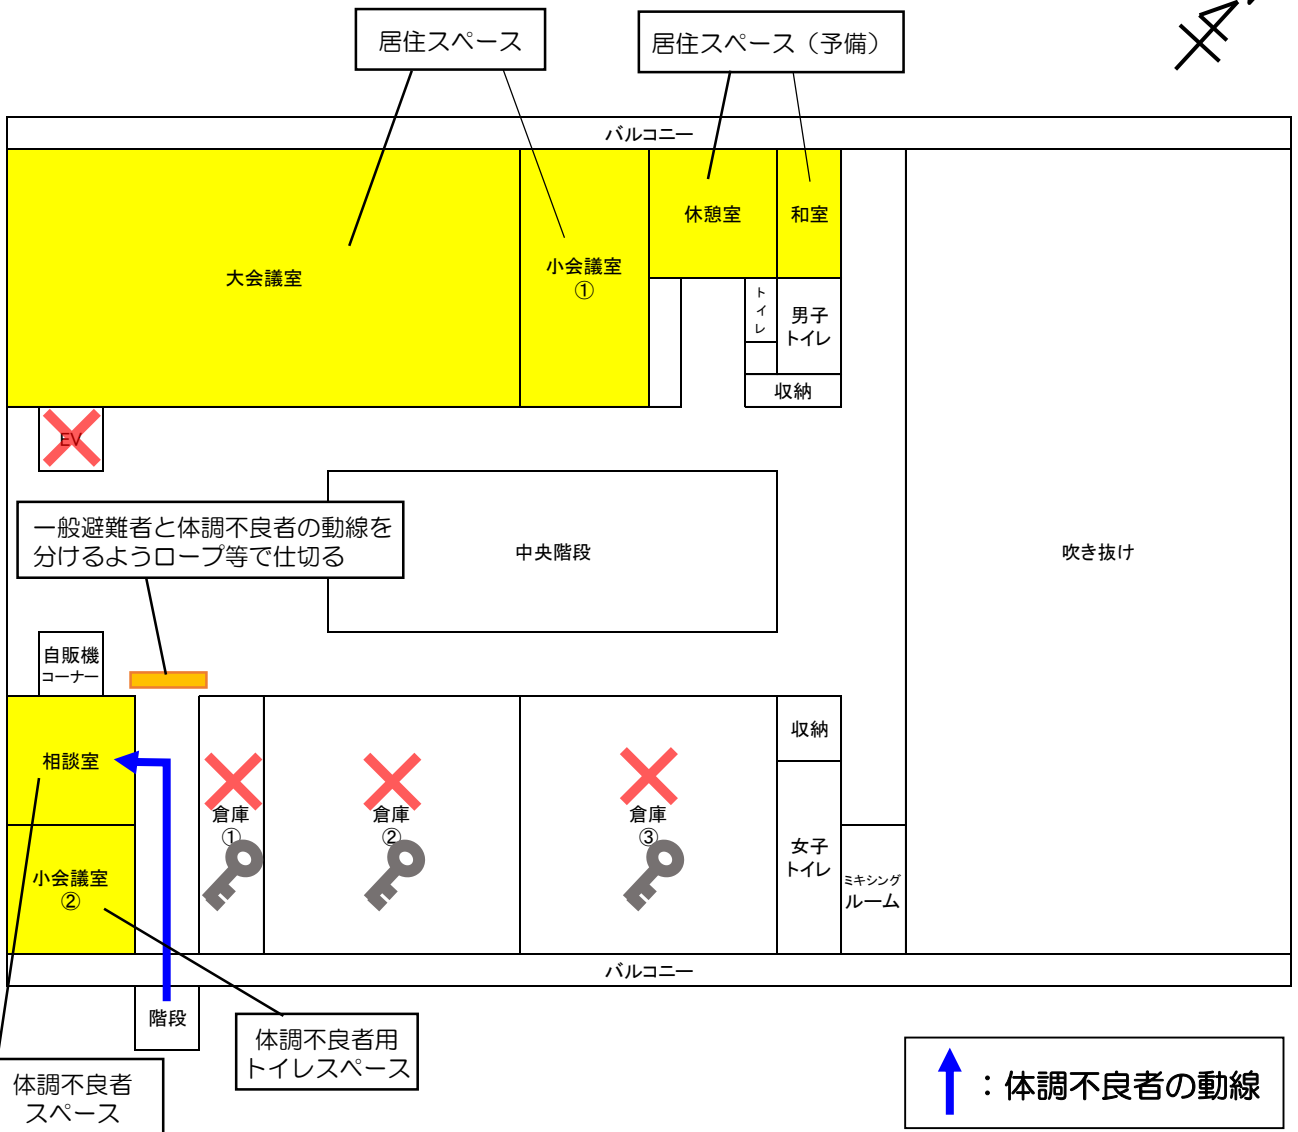 居住スペース
居住スペース（予備）
バルコニー
大会議室
小会議室
①
休憩室
和室
トイレ
男子
トイレ
収納
EV
一般避難者と体調不良者の動線を
分けるようロープ等で仕切る
中央階段
吹き抜け
自販機
コーナー
相談室
小会議室
②
倉庫
①
倉庫
②
倉庫
③
収納
女子
トイレ
ミキシング
ルーム
バルコニー
階段
体調不良者用
トイレスペース
体調不良者
スペース
：体調不良者の動線